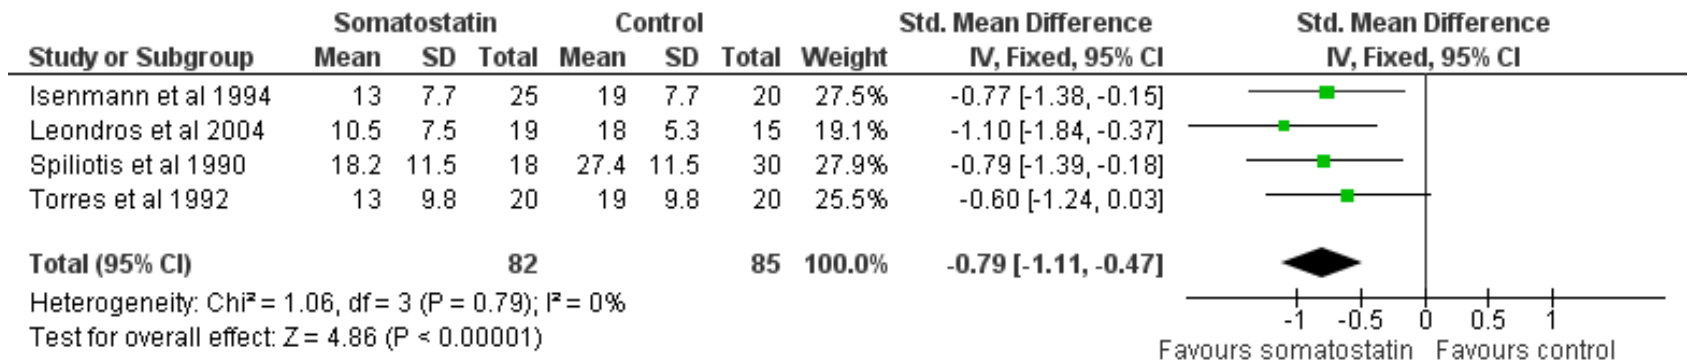 Somatostatin Control Std. Mean Difference Std. Mean Difference
Study or Subgroup Mean SD Total Mean SD Total Weight IV, Fixed, 95% CI IV, Fixed, 95% CI
Isenmann et al 1994 13 7.7 25 19 7.7 20 27.5% -0.77 [-1.38, -0.15]
Leondros et al 2004 10.5 7.5 19 18 5.3 15 19.1% -1.10 [-1.84, -0.37]
Spiliotis et al 1990 18.2 11.5 18 27.4 11.5 30 27.9% -0.79 [-1.39, -0.18]
Torres et al 1992 13 9.8 20 19 9.8 20 25.5% -0.60 [-1.24, 0.03]
Total (95% CI) 82 85 100.0% -0.79 [-1.11, -0.47]
Heterogeneity: Chi² = 1.06, df = 3 (P = 0.79); I² = 0%
Test for overall effect: Z = 4.86 (P < 0.00001)
-1 -0.5 0 0.5 1
Favours somatostatin Favours control